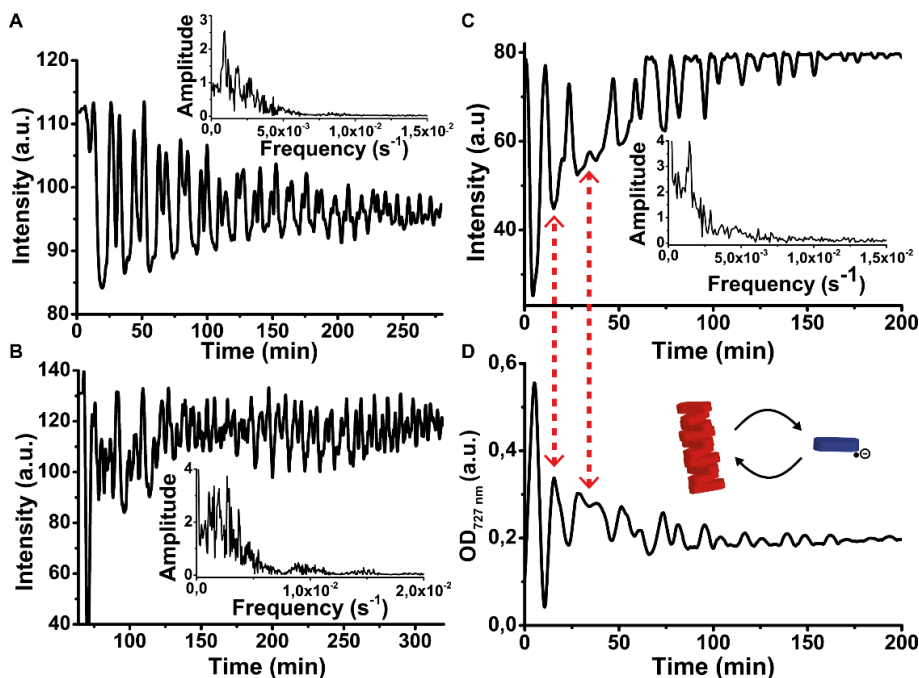 A
120
110
100
90
80
Intensity (a.u.)
0
50
100
150
200
250
Time (min)
3
2
1
0
Amplitude
0,0
5,0x10⁻³
1,0x10⁻²
1,5x10⁻²
Frequency (s⁻¹)
B
140
120
100
80
60
40
Intensity (a.u.)
100
150
200
250
300
Time (min)
4
3
2
1
0
Amplitude
0,0
1,0x10⁻²
2,0x10⁻²
Frequency (s⁻¹)
C
80
60
40
Intensity (a.u)
0
50
100
150
200
Time (min)
4
3
2
1
0
Amplitude
0,0
5,0x10⁻³
1,0x10⁻²
1,5x10⁻²
Frequency (s⁻¹)
D
0,6
0,4
0,2
0,0
OD₇₂₇ ₙₘ
0
50
100
150
200
Time (min)